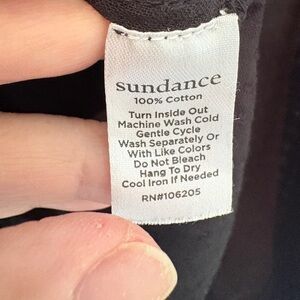 sundance
100% Cotton
Turn Inside Out
Machine Wash Cold
Gentle Cycle
Wash Separately Or
With Like Colors
Do Not Bleach
Hang To Dry
Cool Iron If Needed
RN#106205